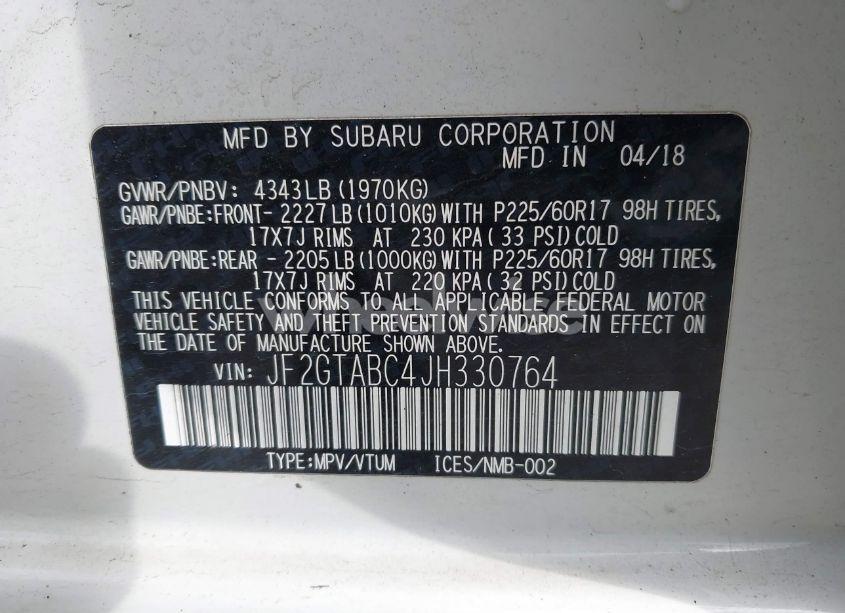 MFD BY SUBARU CORPORATION
MFD IN 04/18
GVWR/PNBV: 4343LB (1970KG)
GAWR/PNBE:FRONT- 2227LB (1010KG) WITH P225/60R17 98H TIRES,
17X7J RIMS AT 230 KPA( 33 PSI) COLD
GAWR/PNBE:REAR - 2205LB (1000KG) WITH P225/60R17 98H TIRES,
17X7J RIMS AT 220 KPA( 32 PSI) COLD
THIS VEHICLE CONFORMS TO ALL APPLICABLE FEDERAL MOTOR
VEHICLE SAFETY AND THEFT PREVENTION STANDARDS IN EFFECT ON
THE DATE OF MANUFACTURE SHOWN ABOVE.
VIN: JF2GTABC4JH330764
TYPE:MPV/VTUM ICES/NMB-002